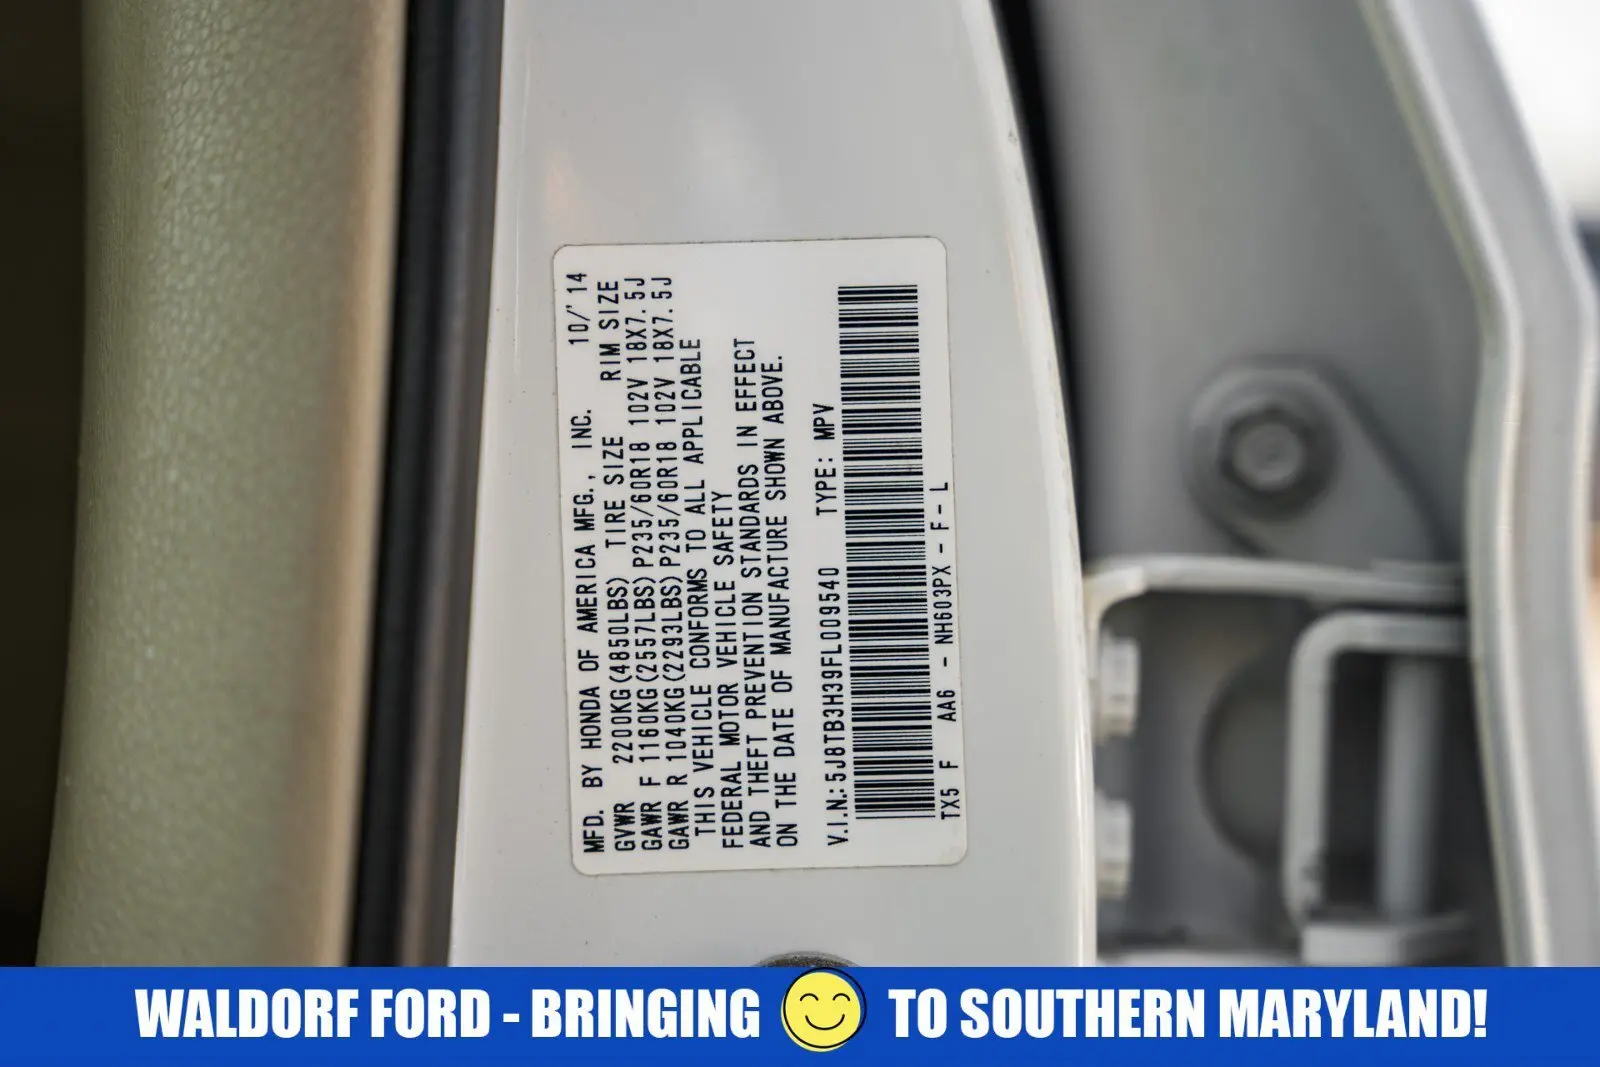 MFD. BY HONDA OF AMERICA MFG., INC. 10/'14
GVWR 2200KG(4850LBS) TIRE SIZE RIM SIZE
GAWR F 1160KG(2557LBS)P235/60R18 102V 18X7.5J
GAWR R 1040KG(2293LBS)P235/60R18 102V 18X7.5J
THIS VEHICLE CONFORMS TO ALL APPLICABLE
FEDERAL MOTOR VEHICLE SAFETY
AND THEFT PREVENTION STANDARDS IN EFFECT
ON THE DATE OF MANUFACTURE SHOWN ABOVE.
V.I.N.:5J8TB3H39FL009540 TYPE: MPV
TX5 F AA6 - NH603PX - F - L
WALDORF FORD - BRINGING TO SOUTHERN MARYLAND!